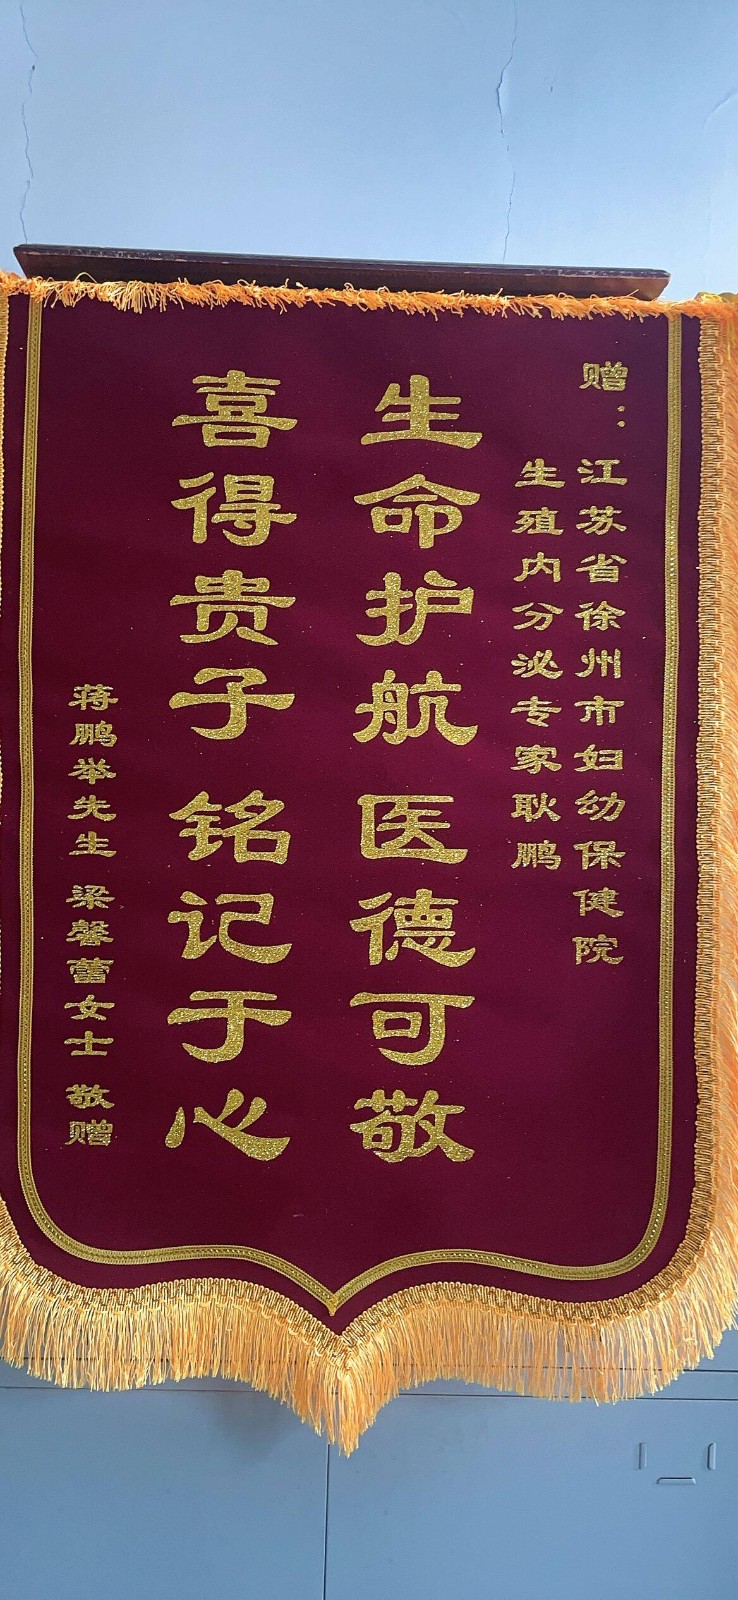 赠：江苏省徐州市妇幼保健院
生殖内分泌专家耿鹏
生命护航 医德可敬
喜得贵子 铭记于心
蒋鹏举先生 梁馨蕾女士 敬赠